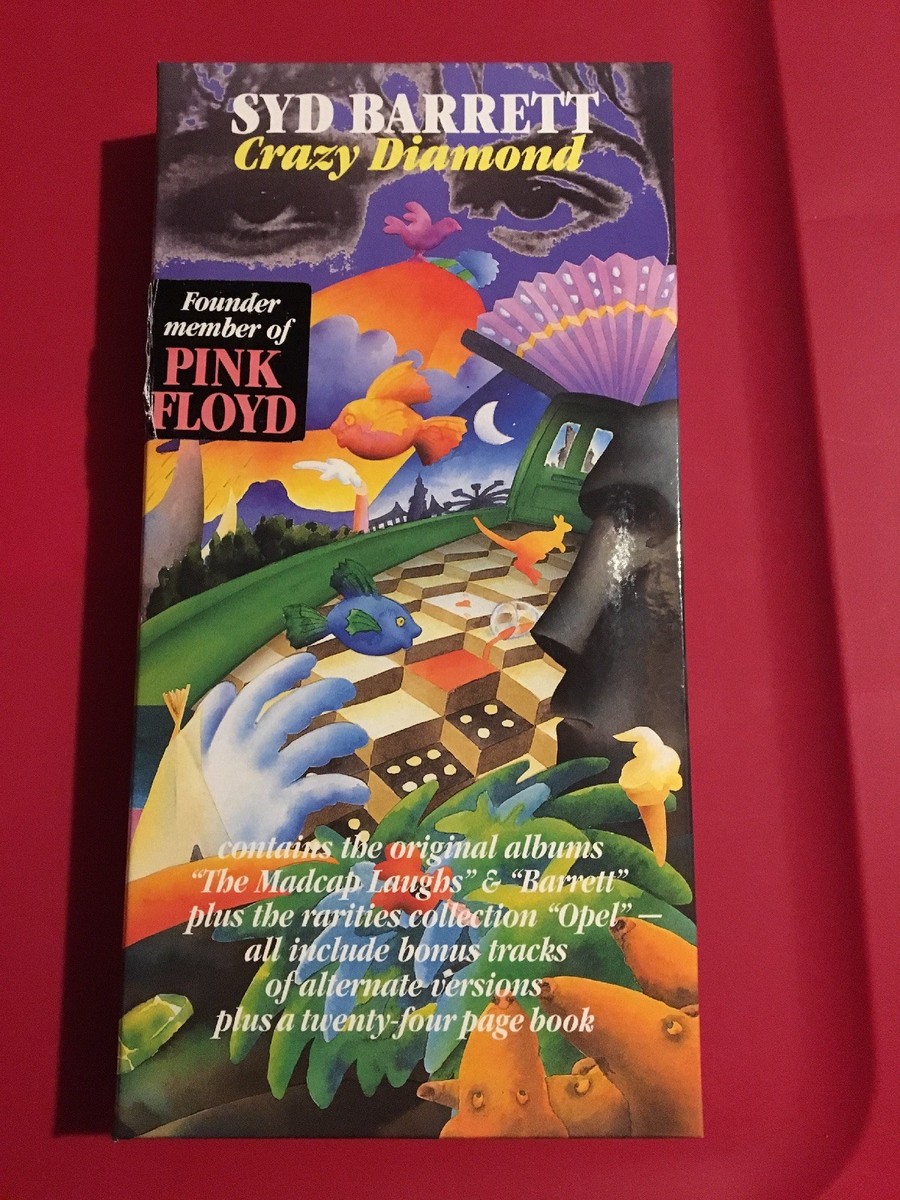 SYD BARRETT
Crazy Diamond
Founder
member of
PINK
FLOYD
contains the original albums
“The Madcap Laughs” & “Barrett”
plus the rarities collection “Opel” —
all include bonus tracks
of alternate versions
plus a twenty-four page book